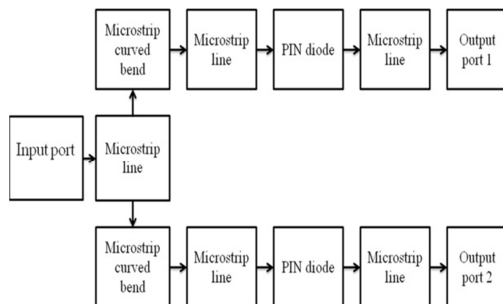 Microstrip
curved
bend
Microstrip
line
PIN diode
Microstrip
line
Output
port 1
Input port
Microstrip
line
Microstrip
curved
bend
Microstrip
line
PIN diode
Microstrip
line
Output
port 2